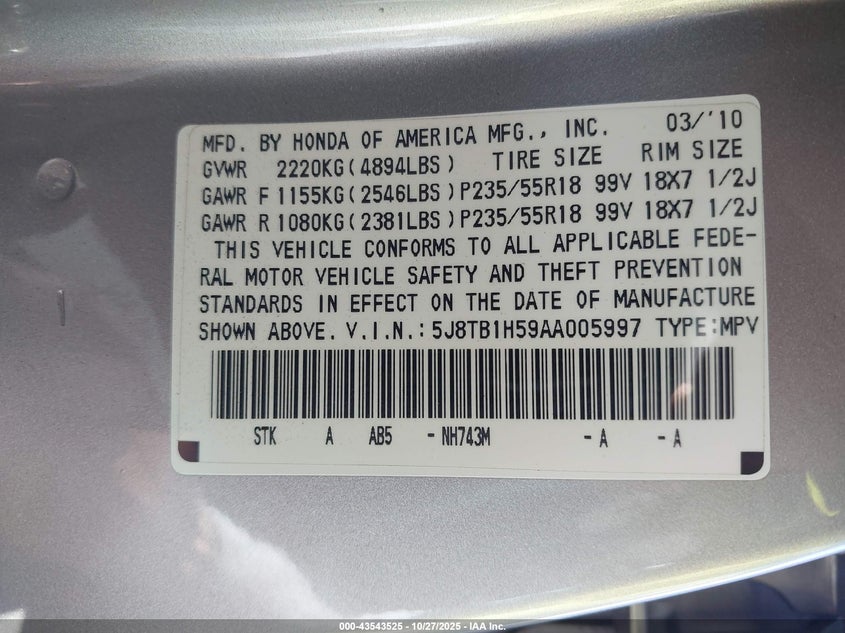 MFD. BY HONDA OF AMERICA MFG., INC. 03/'10
GVWR 2220KG(4894LBS) TIRE SIZE RIM SIZE
GAWR F 1155KG(2546LBS)P235/55R18 99V 18X7 1/2J
GAWR R 1080KG(2381LBS)P235/55R18 99V 18X7 1/2J
THIS VEHICLE CONFORMS TO ALL APPLICABLE FEDE-
RAL MOTOR VEHICLE SAFETY AND THEFT PREVENTION
STANDARDS IN EFFECT ON THE DATE OF MANUFACTURE
SHOWN ABOVE. V.I.N.:5J8TB1H59AA005997 TYPE:MPV
STK A AB5 -NH743M -A -A
000-43543525 - 10/27/2025 - IAA Inc.